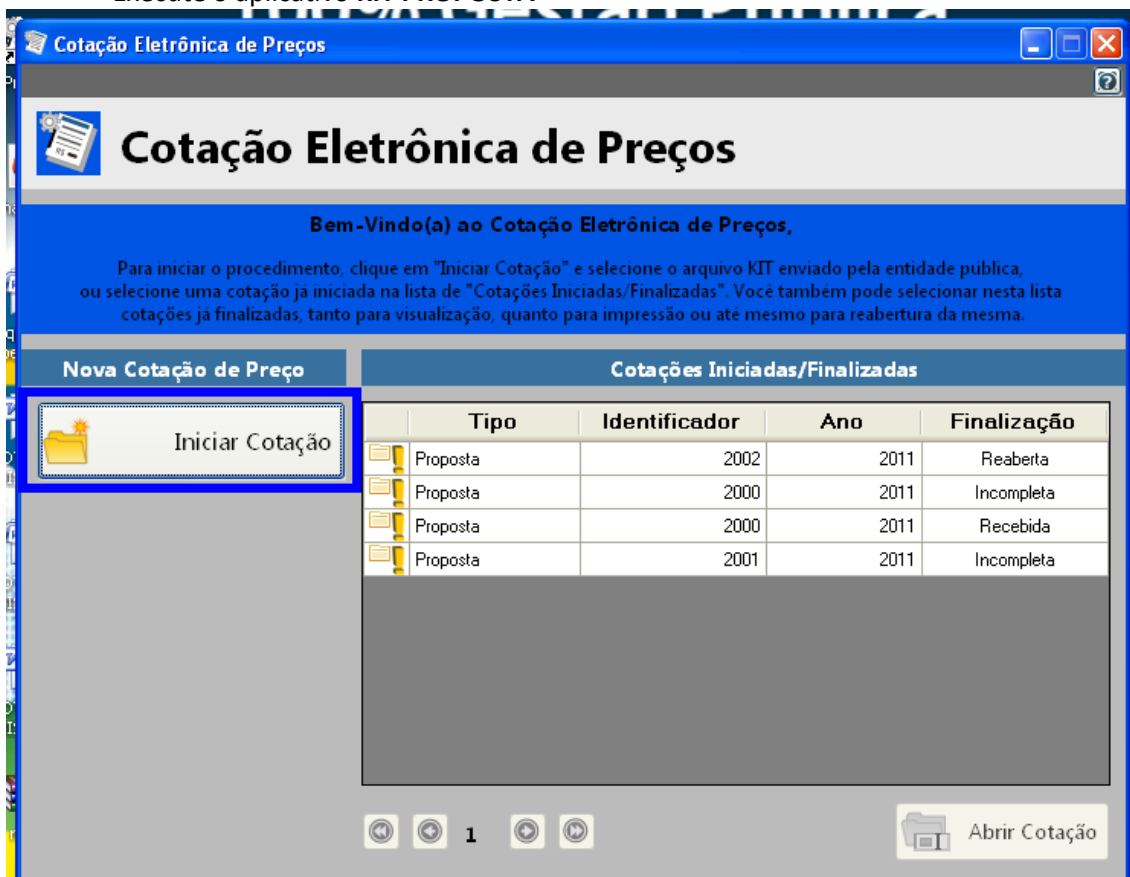 Execute o aplicativo
Cotação Eletrônica de Preços
Cotação Eletrônica de Preços
Bem-Vindo(a) ao Cotação Eletrônica de Preços,
Para iniciar o procedimento, clique em "Iniciar Cotação" e selecione o arquivo KIT enviado pela entidade pública,
ou selecione uma cotação já iniciada na lista de "Cotações Iniciadas/Finalizadas". Você também pode selecionar nesta lista
cotações já finalizadas, tanto para visualização, quanto para impressão ou até mesmo para reabertura da mesma.
Nova Cotação de Preço
Cotações Iniciadas/Finalizadas
Iniciar Cotação
Tipo Identificador Ano Finalização
Proposta 2002 2011 Reaberta
Proposta 2000 2011 Incompleta
Proposta 2000 2011 Recebida
Proposta 2001 2011 Incompleta
1
Abrir Cotação